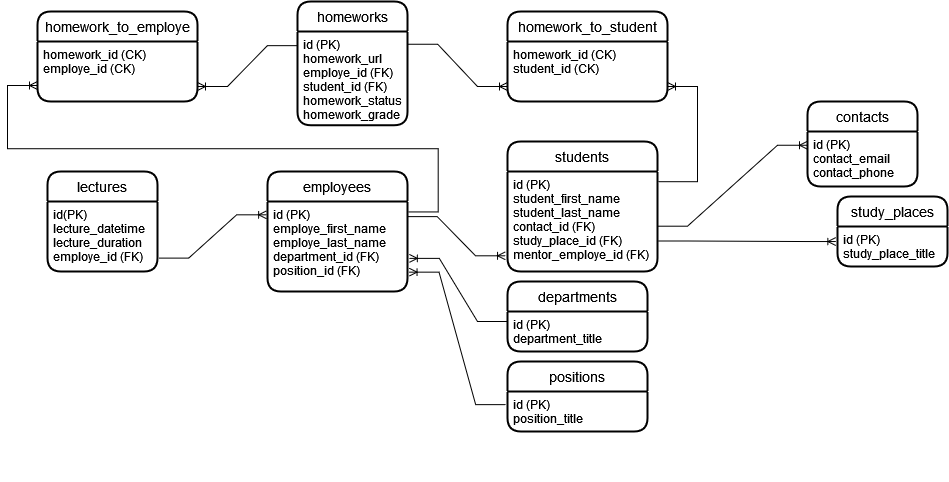 homework_to_employe
homework_id (CK)
employe_id (CK)
homeworks
id (PK)
homework_url
employe_id (FK)
student_id (FK)
homework_status
homework_grade
homework_to_student
homework_id (CK)
student_id (CK)
contacts
id (PK)
contact_email
contact_phone
lectures
id(PK)
lecture_datetime
lecture_duration
employe_id (FK)
employees
id (PK)
employe_first_name
employe_last_name
department_id (FK)
position_id (FK)
students
id (PK)
student_first_name
student_last_name
contact_id (FK)
study_place_id (FK)
mentor_employe_id (FK)
study_places
id (PK)
study_place_title
departments
id (PK)
department_title
positions
id (PK)
position_title